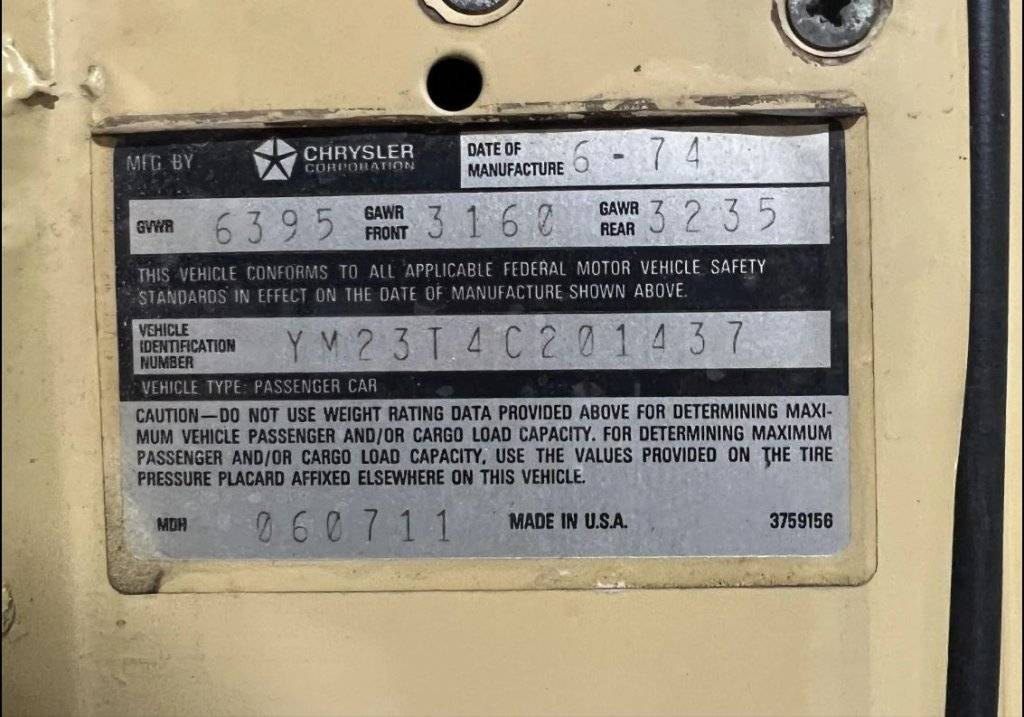 MFG BY CHRYSLER CORPORATION DATE OF MANUFACTURE 6 - 74
GVWR 6395 GAWR FRONT 3160 GAWR REAR 3235
THIS VEHICLE CONFORMS TO ALL APPLICABLE FEDERAL MOTOR VEHICLE SAFETY
STANDARDS IN EFFECT ON THE DATE OF MANUFACTURE SHOWN ABOVE.
VEHICLE IDENTIFICATION NUMBER YM23T4C201437
VEHICLE TYPE: PASSENGER CAR
CAUTION—DO NOT USE WEIGHT RATING DATA PROVIDED ABOVE FOR DETERMINING MAXI-
MUM VEHICLE PASSENGER AND/OR CARGO LOAD CAPACITY. FOR DETERMINING MAXIMUM
PASSENGER AND/OR CARGO LOAD CAPACITY, USE THE VALUES PROVIDED ON THE TIRE
PRESSURE PLACARD AFFIXED ELSEWHERE ON THIS VEHICLE.
MDH 060711 MADE IN U.S.A. 3759156